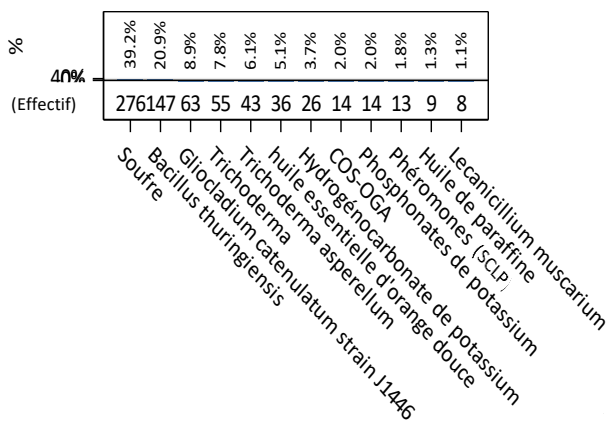 %
39.2% 20.9% 8.9% 7.8% 6.1% 5.1% 3.7% 2.0% 2.0% 1.8% 1.3% 1.1%
40%
(Effectif) 276 147 63 55 43 36 26 14 14 13 9 8
Soufre
Bacillus thuringiensis
Gliocladium catenulatum strain J1446
Trichoderma
Trichoderma asperellum
huile essentielle d'orange douce
Hydrogénocarbonate de potassium
COS-OGA
Phosphonates de potassium
Phéromones (SCLP)
Huile de paraffine
Lecanicillium muscarium